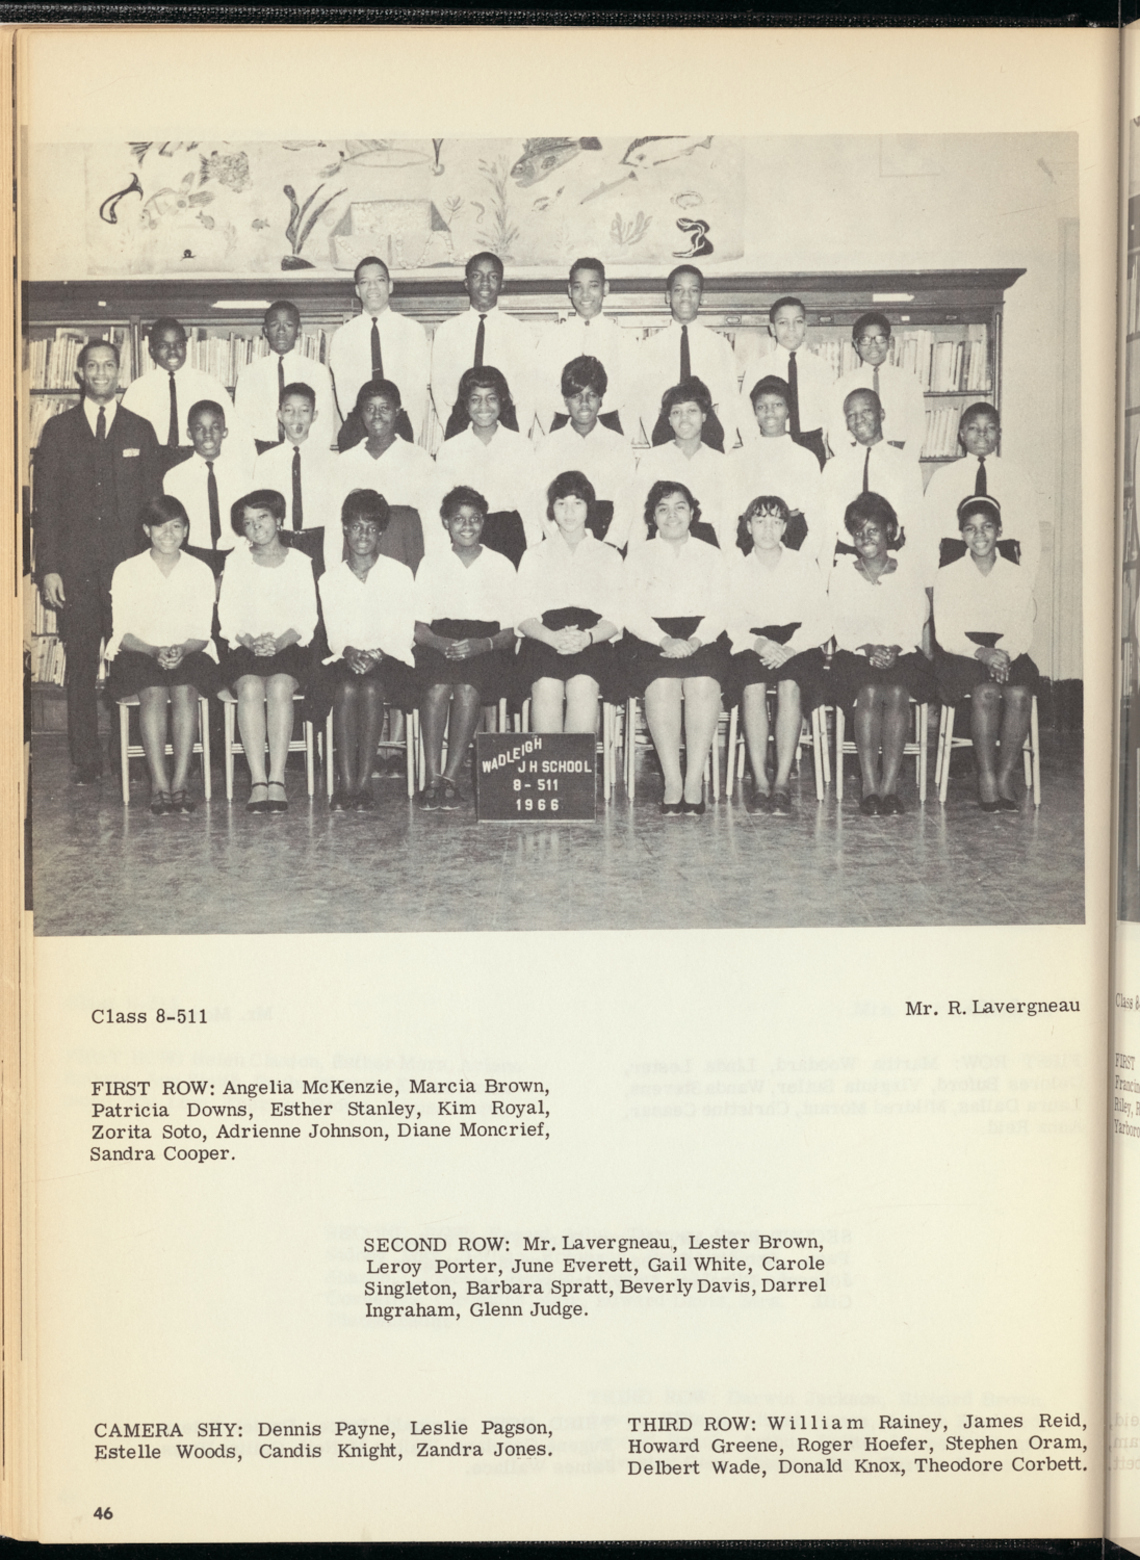 WADLEIGH
J H SCHOOL
8-511
1966
Class 8-511
Mr. R. Lavergneau
FIRST ROW: Angelia McKenzie, Marcia Brown,
Patricia Downs, Esther Stanley, Kim Royal,
Zorita Soto, Adrienne Johnson, Diane Moncrief,
Sandra Cooper.
SECOND ROW: Mr. Lavergneau, Lester Brown,
Leroy Porter, June Everett, Gail White, Carole
Singleton, Barbara Spratt, Beverly Davis, Darrel
Ingraham, Glenn Judge.
CAMERA SHY: Dennis Payne, Leslie Pagson,
Estelle Woods, Candis Knight, Zandra Jones.
THIRD ROW: William Rainey, James Reid,
Howard Greene, Roger Hoefer, Stephen Oram,
Delbert Wade, Donald Knox, Theodore Corbett.
46
Class
FIRST
Riley,